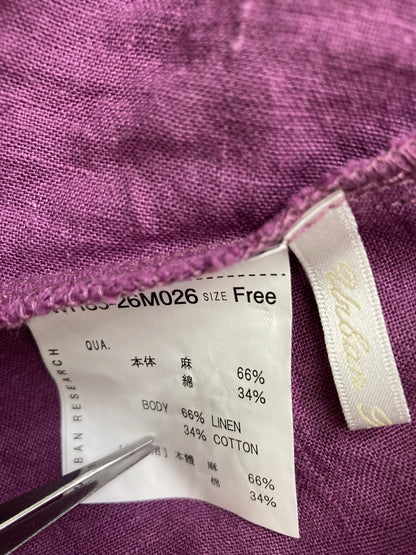 26M026 SIZE Free
QUA.
本体 麻 66%
綿 34%
BODY 66% LINEN
34% COTTON
本體 麻 66%
棉 34%
BAN RESEARCH
Urban